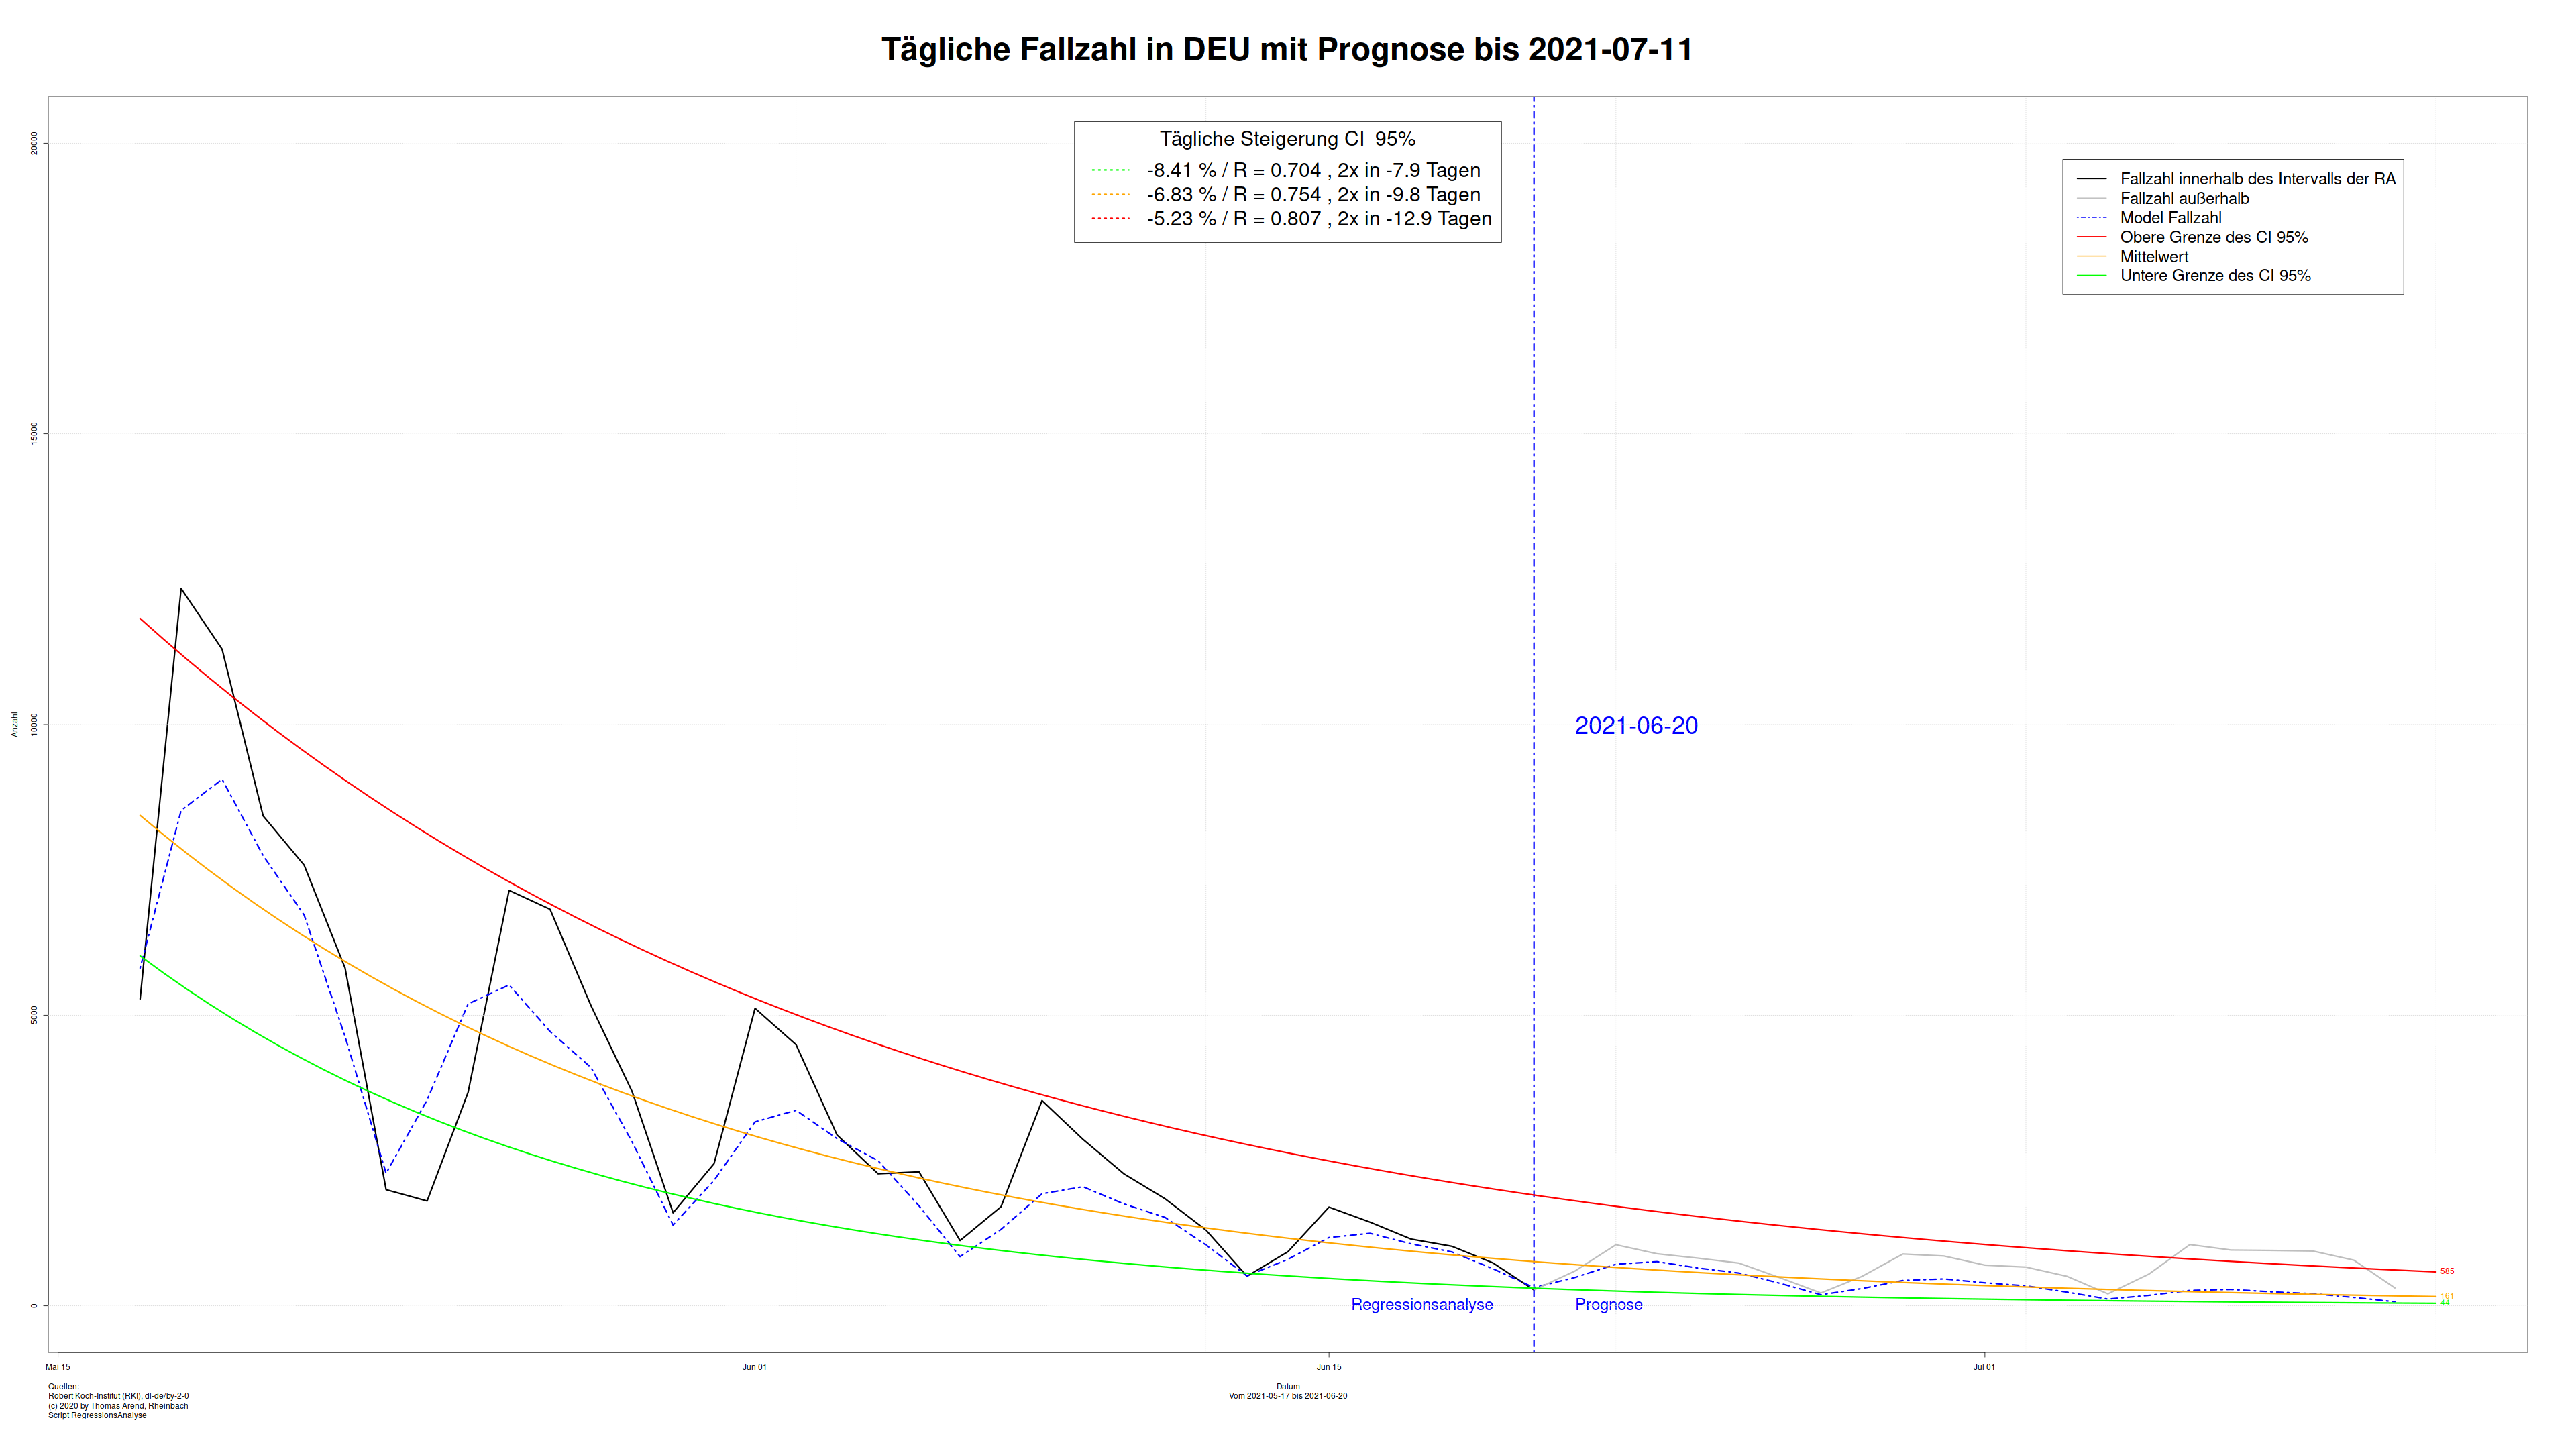 Tägliche Fallzahl in DEU mit Prognose bis 2021-07-11
Tägliche Steigerung CI  95%
-8.41 % / R = 0.704 , 2x in -7.9 Tagen
-6.83 % / R = 0.754 , 2x in -9.8 Tagen
-5.23 % / R = 0.807 , 2x in -12.9 Tagen
Fallzahl innerhalb des Intervalls der RA
Fallzahl außerhalb
Model Fallzahl
Obere Grenze des CI 95%
Mittelwert
Untere Grenze des CI 95%
20000
15000
10000
5000
0
Anzahl
2021-06-20
585
161
44
Regressionsanalyse
Prognose
Mai 15
Jun 01
Jun 15
Jul 01
Datum
Vom 2021-05-17 bis 2021-06-20
Quellen:
Robert Koch-Institut (RKI), dl-de/by-2-0
(c) 2020 by Thomas Arend, Rheinbach
Script RegressionsAnalyse